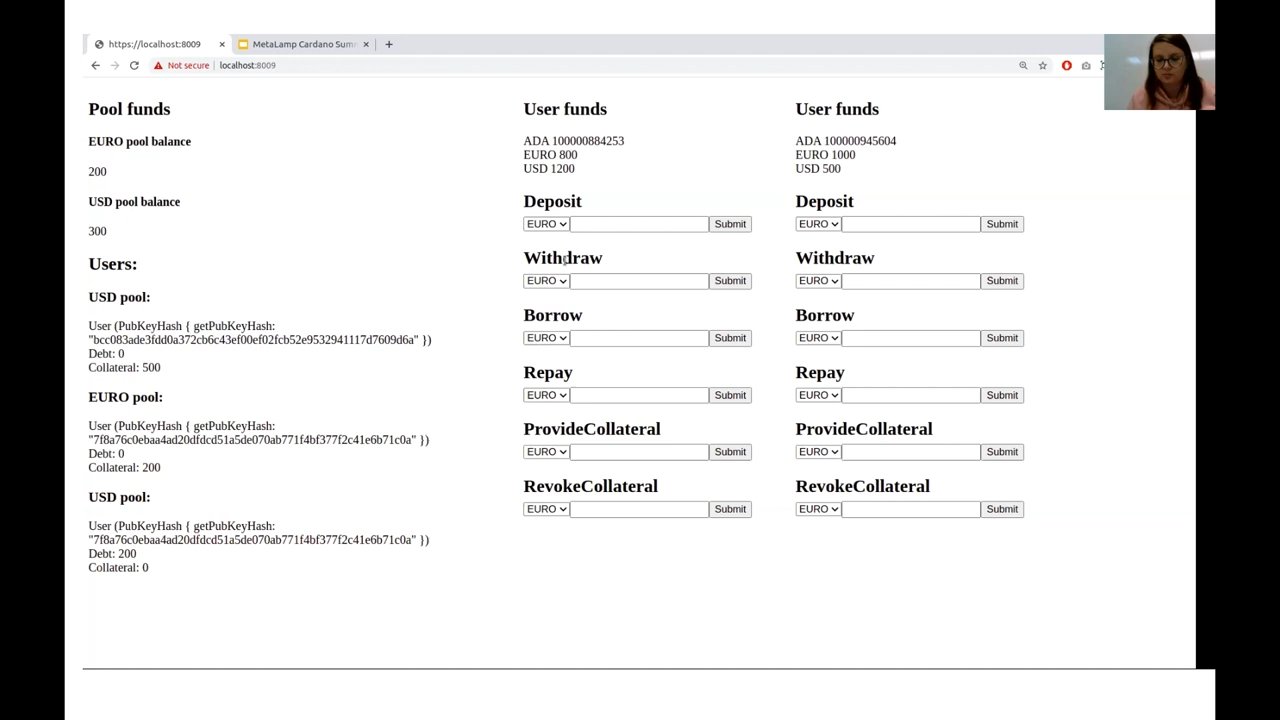 https://localhost:8009
MetaLamp Cardano Sum
Not secure
localhost:8009
Pool funds
EURO pool balance
200
USD pool balance
300
Users:
USD pool:
User (PubKeyHash { getPubKeyHash:
"bcc083ade3fdd0a372cb6c43ef00ef02fcb52e9532941117d7609d6a" })
Debt: 0
Collateral: 500
EURO pool:
User (PubKeyHash { getPubKeyHash:
"7f8a76c0ebaa4ad20dfdcd51a5de070ab771f4bf377f2c41e6b71c0a" })
Debt: 0
Collateral: 200
USD pool:
User (PubKeyHash { getPubKeyHash:
"7f8a76c0ebaa4ad20dfdcd51a5de070ab771f4bf377f2c41e6b71c0a" })
Debt: 200
Collateral: 0
User funds
ADA 100000884253
EURO 800
USD 1200
Deposit
EURO Submit
Withdraw
EURO Submit
Borrow
EURO Submit
Repay
EURO Submit
ProvideCollateral
EURO Submit
RevokeCollateral
EURO Submit
User funds
ADA 100000945604
EURO 1000
USD 500
Deposit
EURO Submit
Withdraw
EURO Submit
Borrow
EURO Submit
Repay
EURO Submit
ProvideCollateral
EURO Submit
RevokeCollateral
EURO Submit